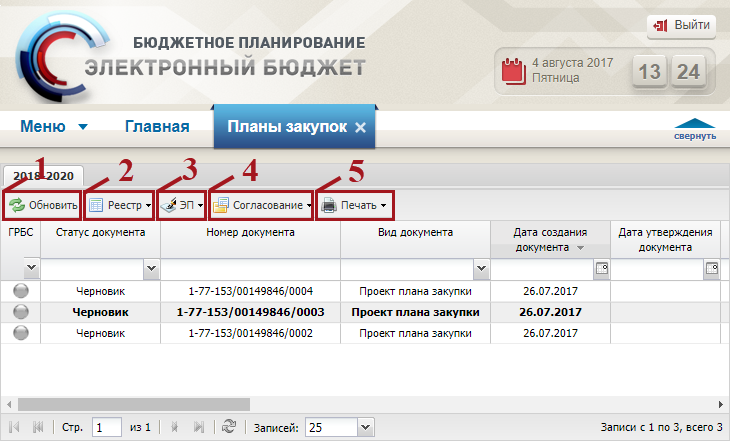 Выйти
БЮДЖЕТНОЕ ПЛАНИРОВАНИЕ
ЭЛЕКТРОННЫЙ БЮДЖЕТ
4 августа 2017
Пятница
13 24
Меню Главная Планы закупок
свернуть
1 2 3 4 5
2018-2020
Обновить Реестр ЭП Согласование Печать
ГРБС Статус документа Номер документа Вид документа Дата создания документа Дата утверждения документа
Черновик 1-77-153/00149846/0004 Проект плана закупки 26.07.2017
Черновик 1-77-153/00149846/0003 Проект плана закупки 26.07.2017
Черновик 1-77-153/00149846/0002 Проект плана закупки 26.07.2017
Стр. 1 из 1 Записей: 25 Записи с 1 по 3, всего 3